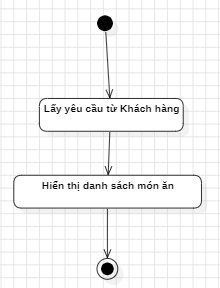 Lấy yêu cầu từ Khách hàng
Hiển thị danh sách món ăn